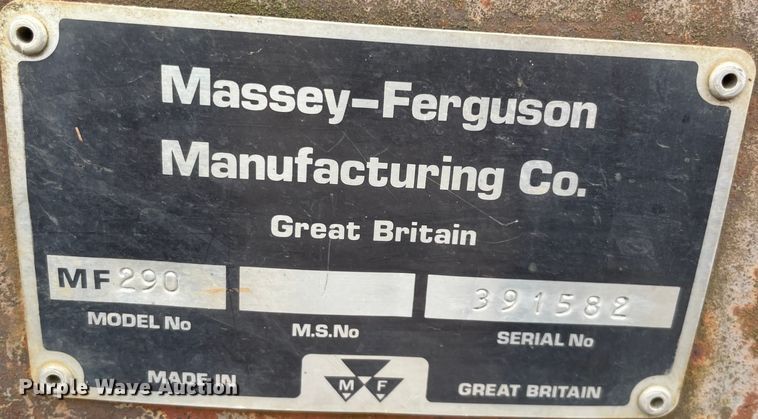 Massey-Ferguson
Manufacturing Co.
Great Britain
MF 290 391582
MODEL No M.S.No SERIAL No
MADE IN M F GREAT BRITAIN
Purple Wave Auction